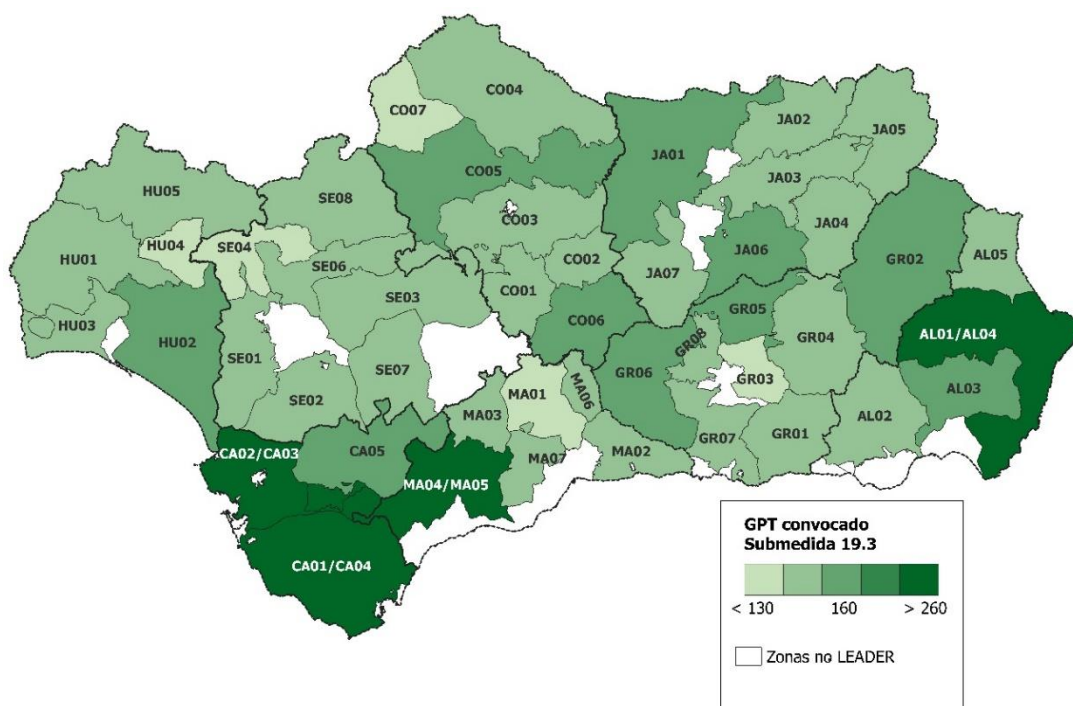 CO07
CO04
JA02
JA05
JA01
CO05
JA03
HU05
SE08
CO03
JA04
HU04
SE04
HU01
SE06
CO02
JA06
GR02
AL05
JA07
CO01
SE03
HU03
GR05
CO06
AL01/AL04
HU02
GR08
GR04
SE01
SE07
GR06
GR03
MA01
MA06
AL03
SE02
MA03
AL02
GR07
GR01
CA02/CA03
CA05
MA07
MA02
MA04/MA05
CA01/CA04
GPT convocado
Submedida 19.3
< 130 160 > 260
Zonas no LEADER